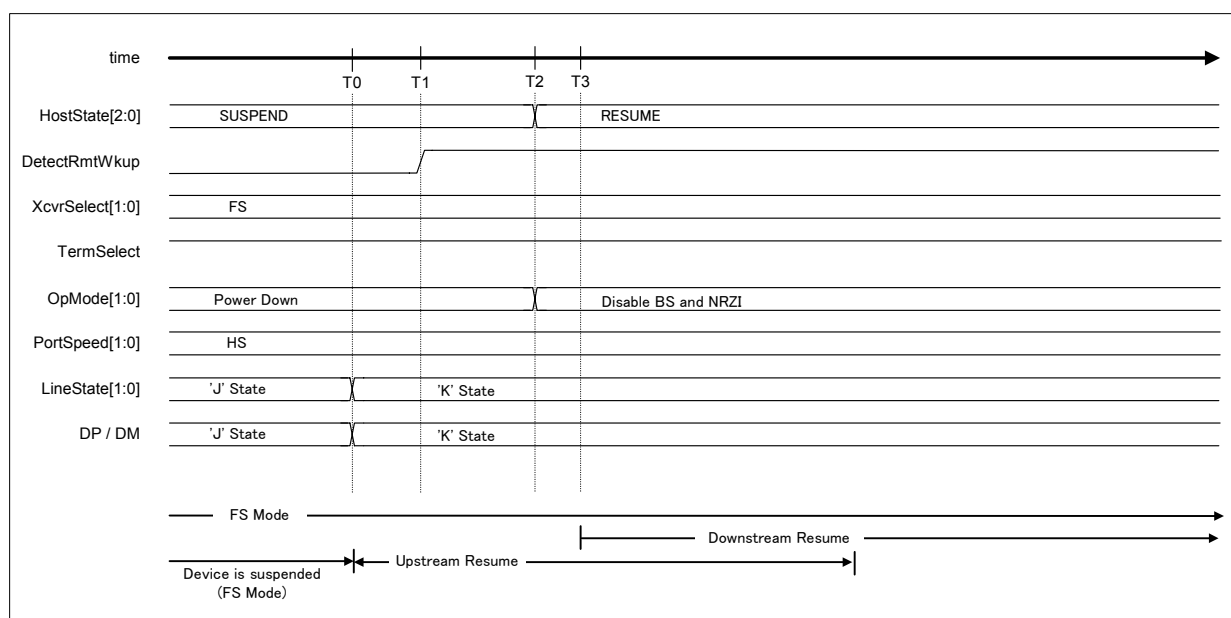 time
T0 T1 T2 T3
HostState[2:0] SUSPEND RESUME
DetectRmtWkup
XcvrSelect[1:0] FS
TermSelect
OpMode[1:0] Power Down Disable BS and NRZI
PortSpeed[1:0] HS
LineState[1:0] 'J' State 'K' State
DP / DM 'J' State 'K' State
FS Mode
Downstream Resume
Upstream Resume
Device is suspended
(FS Mode)